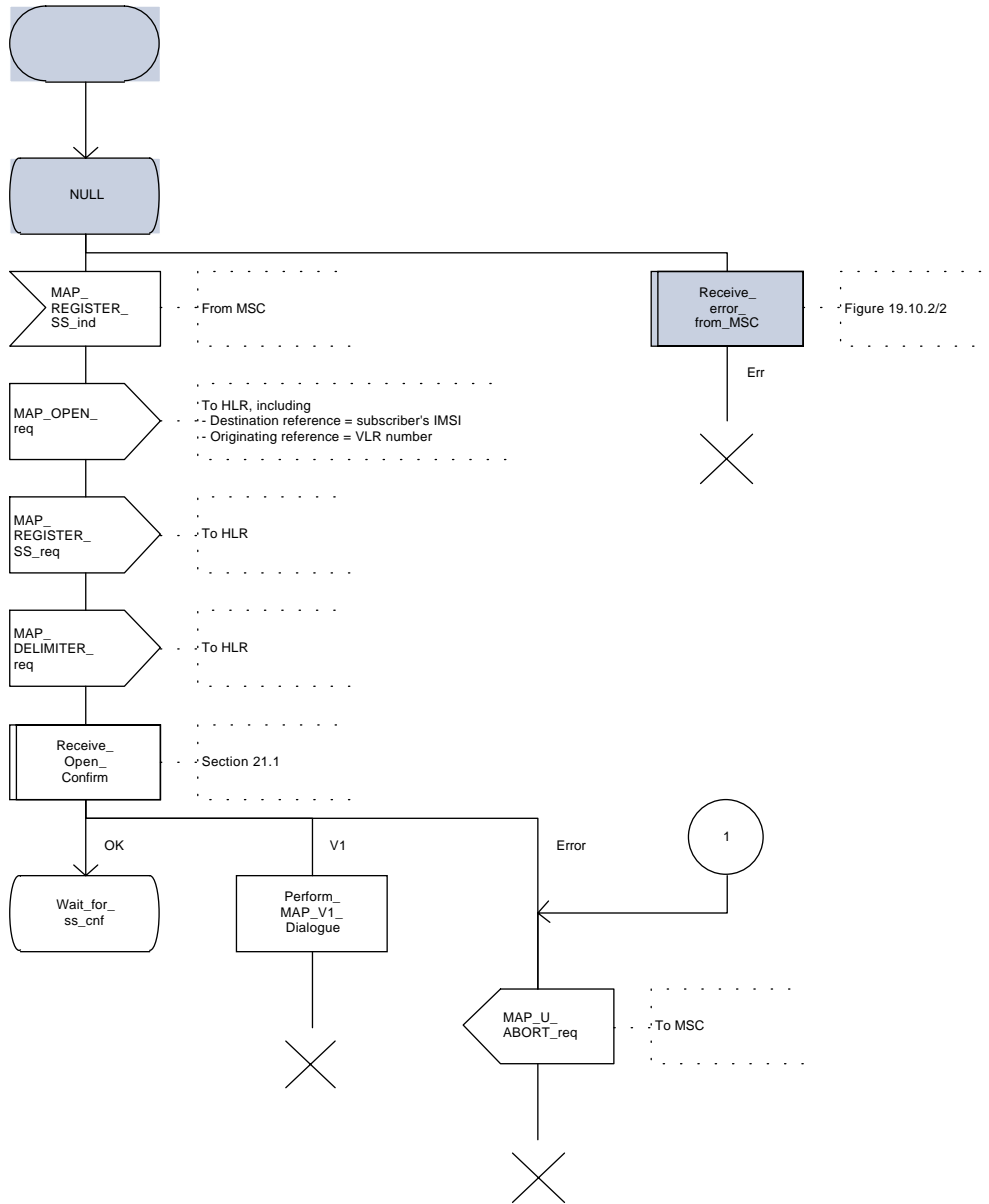 NULL
MAP_
REGISTER_
SS_ind
From MSC
Receive_
error_
from_MSC
Figure 19.10.2/2
Err
MAP_OPEN_
req
To HLR, including
- Destination reference = subscriber's IMSI
- Originating reference = VLR number
MAP_
REGISTER_
SS_req
To HLR
MAP_
DELIMITER_
req
To HLR
Receive_
Open_
Confirm
Section 21.1
OK
V1
Error
1
Wait_for_
ss_cnf
Perform_
MAP_V1_
Dialogue
MAP_U_
ABORT_req
To MSC